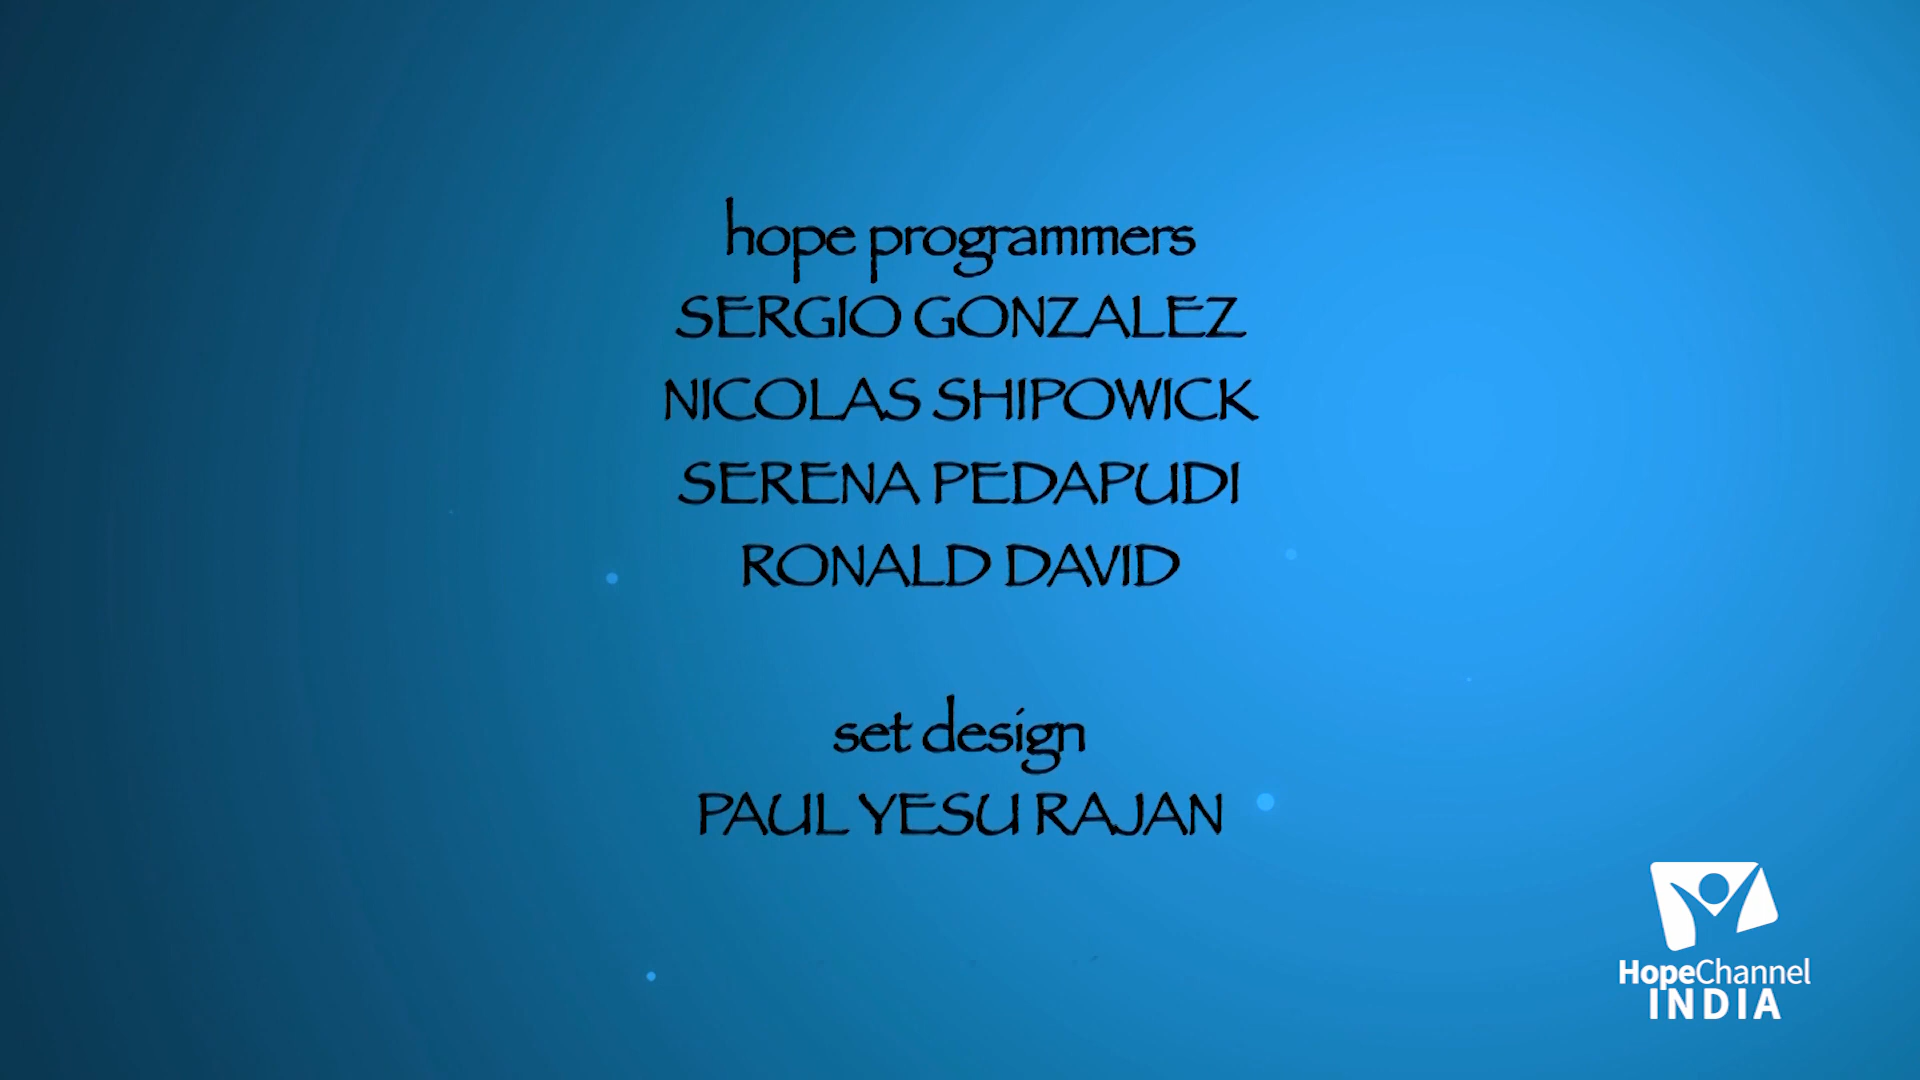 hope programmers
SERGIO GONZALEZ
NICOLAS SHIPOWICK
SERENA PEDAPUDI
RONALD DAVID
set design
PAUL YESU RAJAN
HopeChannel
INDIA